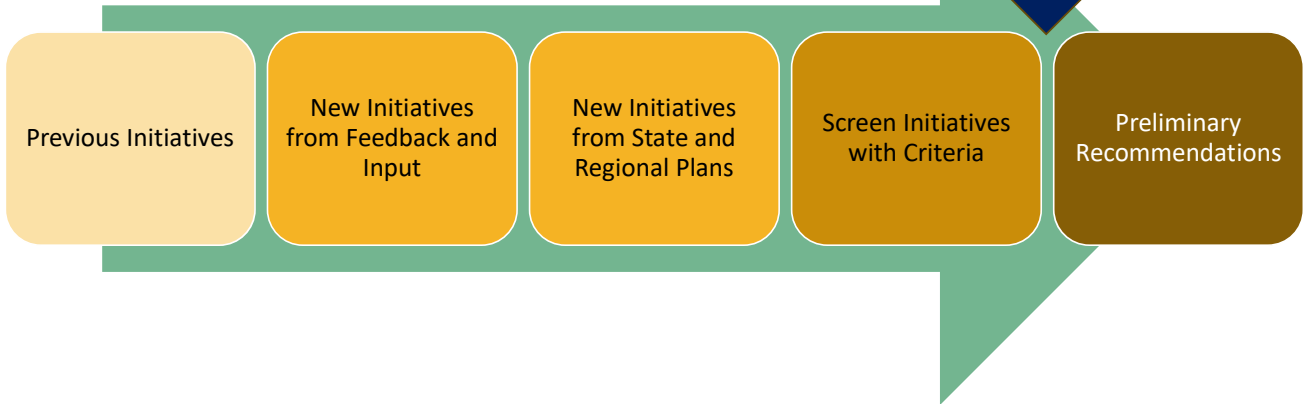 Previous Initiatives
New Initiatives
from Feedback and
Input
New Initiatives
from State and
Regional Plans
Screen Initiatives
with Criteria
Preliminary
Recommendations